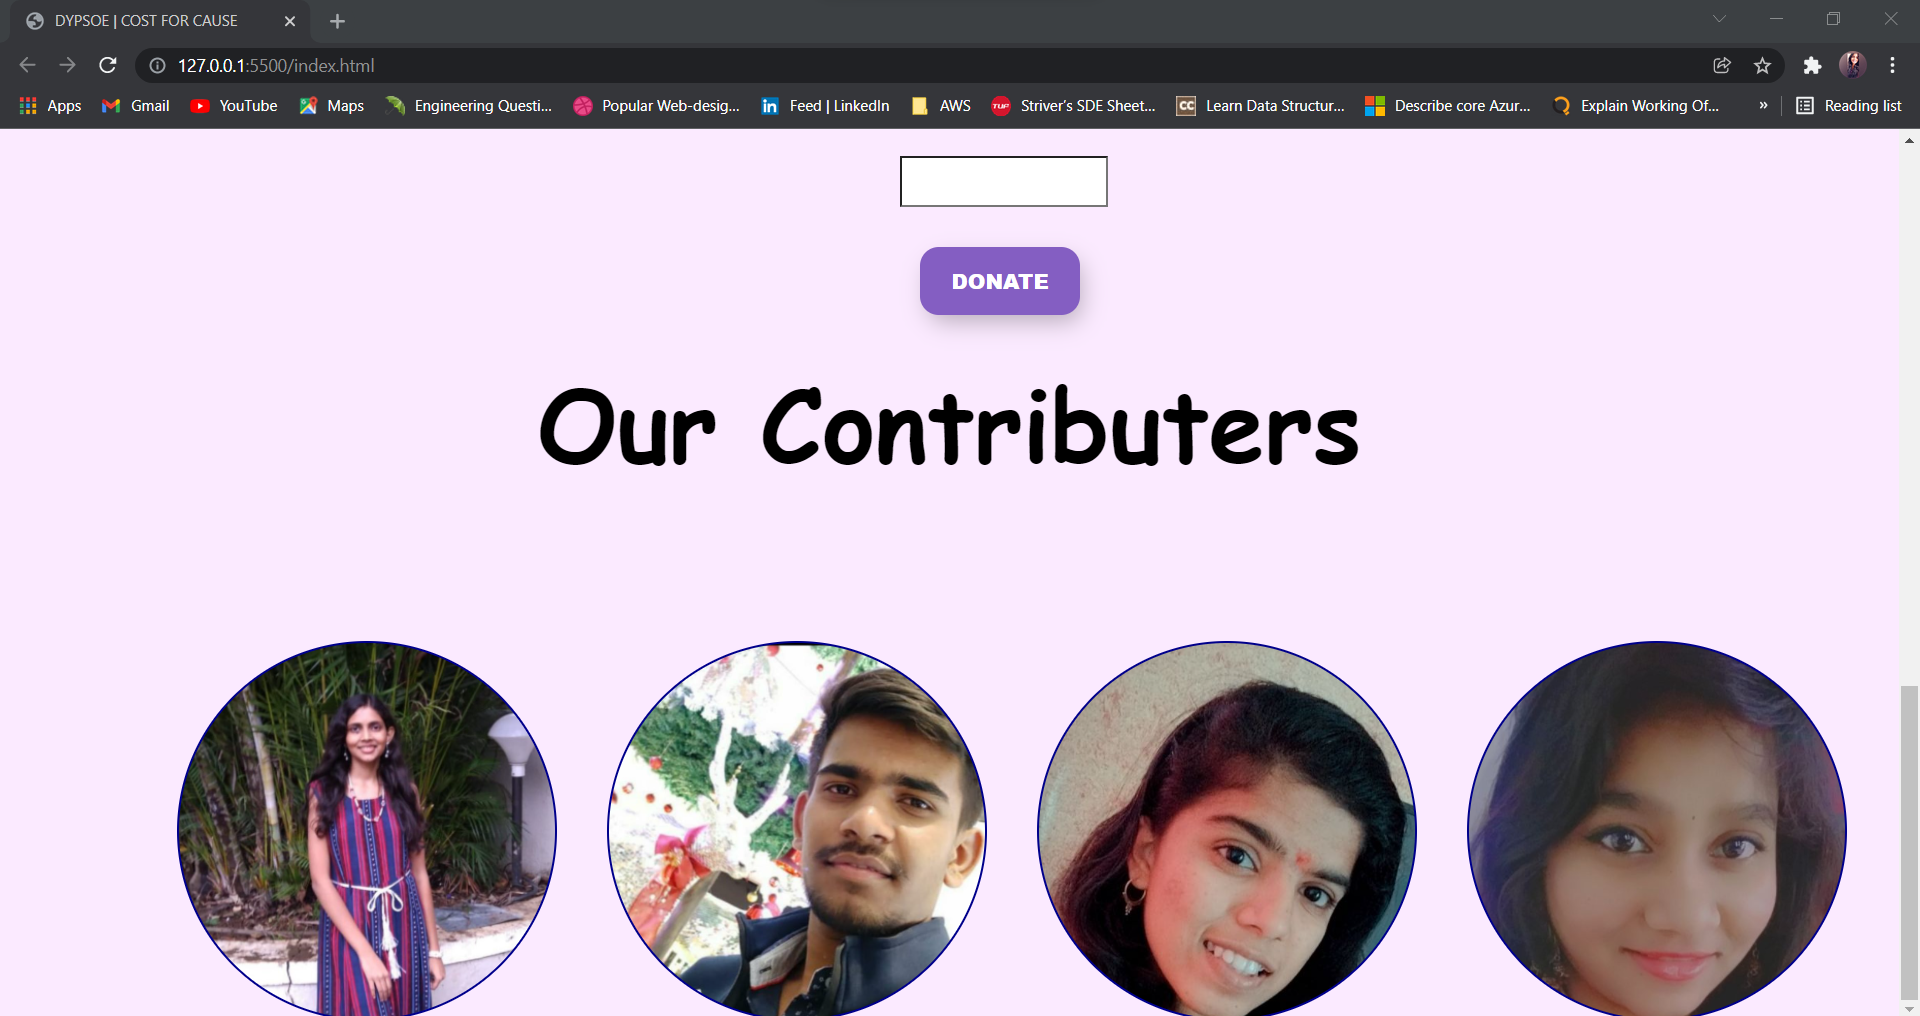 DYPSOE | COST FOR CAUSE
127.0.0.1:5500/index.html
Apps Gmail YouTube Maps Engineering Questi... Popular Web-desig... Feed | LinkedIn AWS TUF Striver's SDE Sheet... CC Learn Data Structur... Describe core Azur... Explain Working Of... » Reading list
DONATE
Our Contributers